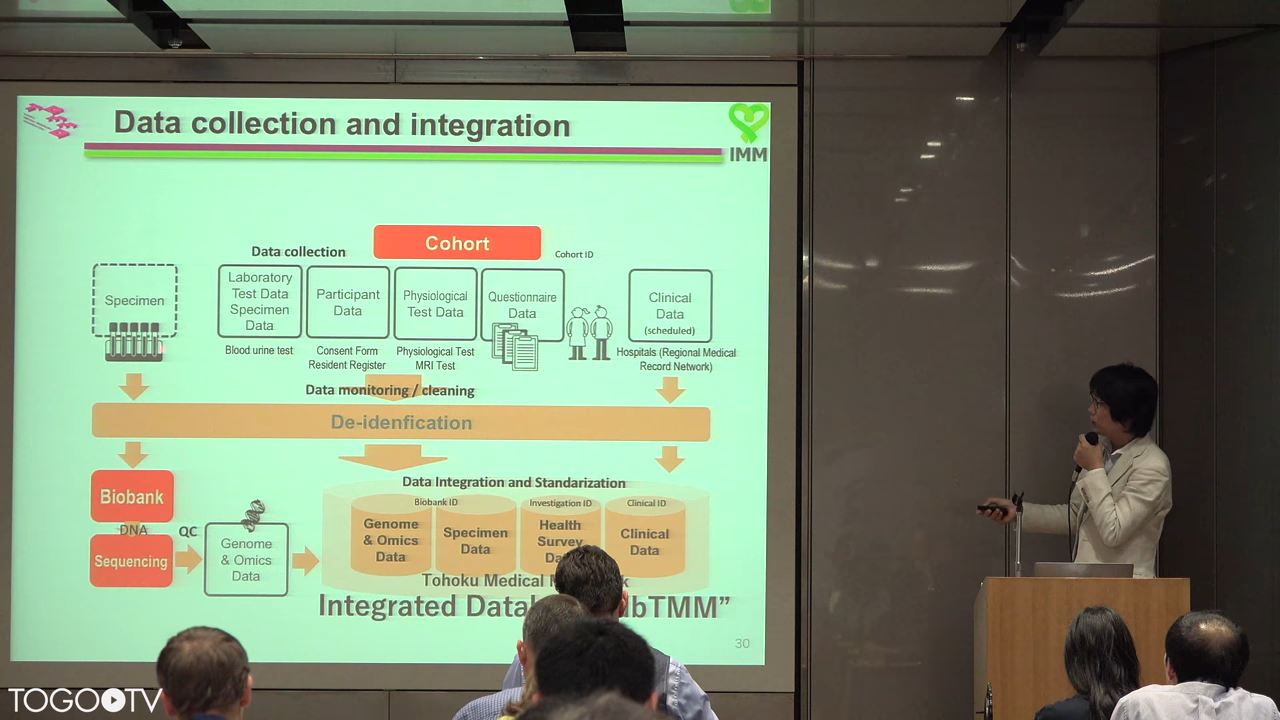 Data collection and integration
IMM
Cohort
Data collection
Cohort ID
Specimen
Laboratory
Test Data
Specimen
Data
Participant
Data
Physiological
Test Data
Questionnaire
Data
Clinical
Data
(scheduled)
Blood urine test
Consent Form
Resident Register
Physiological Test
MRI Test
Hospitals (Regional Medical
Record Network)
Data monitoring / cleaning
De-idenfication
Data Integration and Standarization
Biobank
DNA
Sequencing
QC
Genome
& Omics
Data
Biobank ID
Investigation ID
Clinical ID
Genome
& Omics
Data
Specimen
Data
Health
Survey
Clinical
Data
Tohoku Medical
Integrated bTMM”
30
TOGOTV